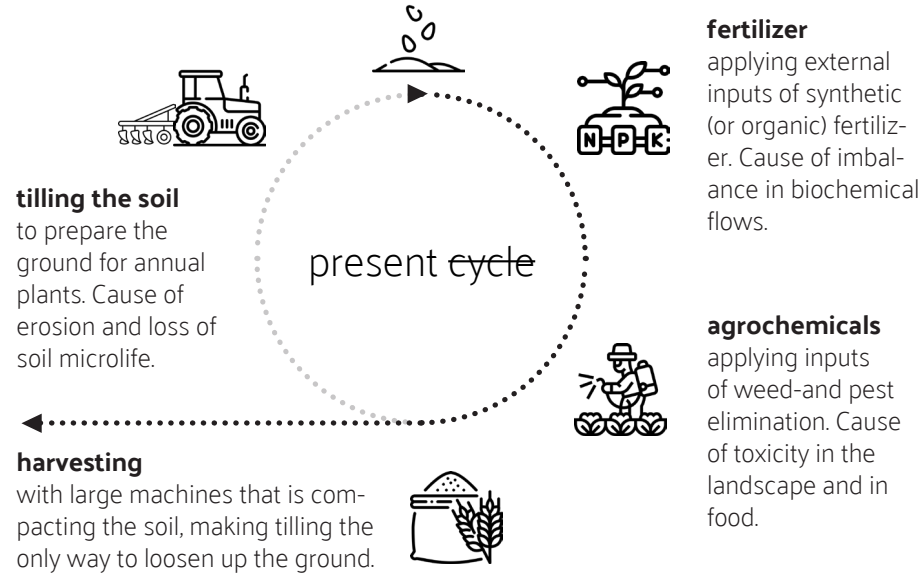 fertilizer
applying external
inputs of synthetic
(or organic) fertiliz-
er. Cause of imbal-
ance in biochemical
flows.
N P K
tilling the soil
to prepare the
ground for annual
plants. Cause of
erosion and loss of
soil microlife.
present cycle
agrochemicals
applying inputs
of weed-and pest
elimination. Cause
of toxicity in the
landscape and in
food.
harvesting
with large machines that is com-
pacting the soil, making tilling the
only way to loosen up the ground.